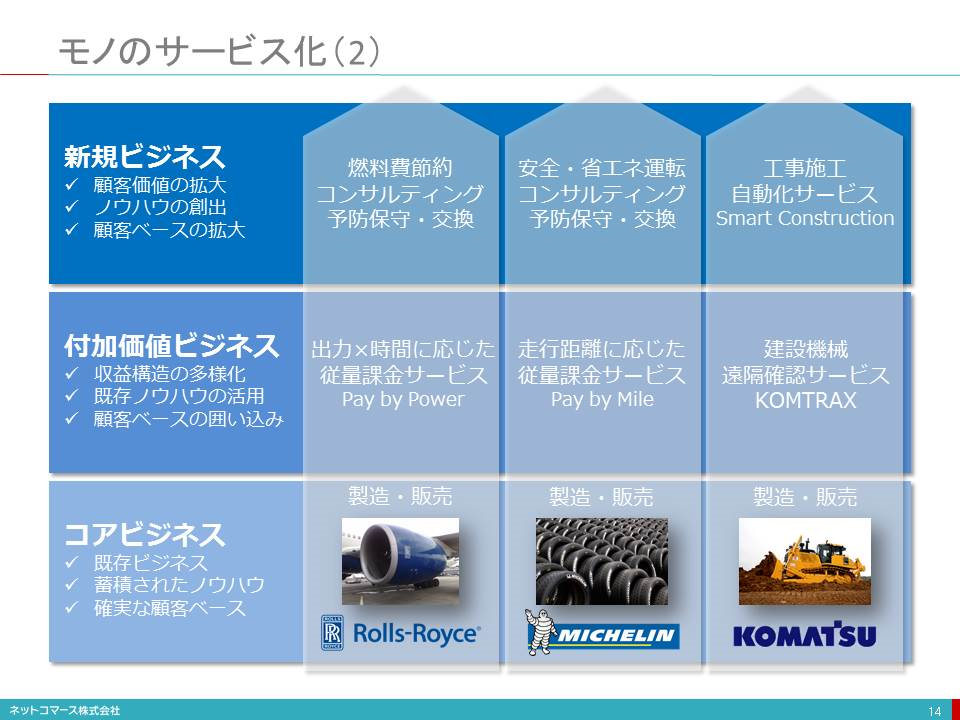 モノのサービス化（2）
新規ビジネス
✓ 顧客価値の拡大
✓ ノウハウの創出
✓ 顧客ベースの拡大
燃料費節約
コンサルティング
予防保守・交換
安全・省エネ運転
コンサルティング
予防保守・交換
工事施工
自動化サービス
Smart Construction
付加価値ビジネス
✓ 収益構造の多様化
✓ 既存ノウハウの活用
✓ 顧客ベースの囲い込み
出力×時間に応じた
従量課金サービス
Pay by Power
走行距離に応じた
従量課金サービス
Pay by Mile
建設機械
遠隔確認サービス
KOMTRAX
コアビジネス
✓ 既存ビジネス
✓ 蓄積されたノウハウ
✓ 確実な顧客ベース
製造・販売
ROLLS
RR
ROYCE
Rolls-Royce®
製造・販売
MICHELIN
製造・販売
KOMATSU
ネットコマース株式会社
14